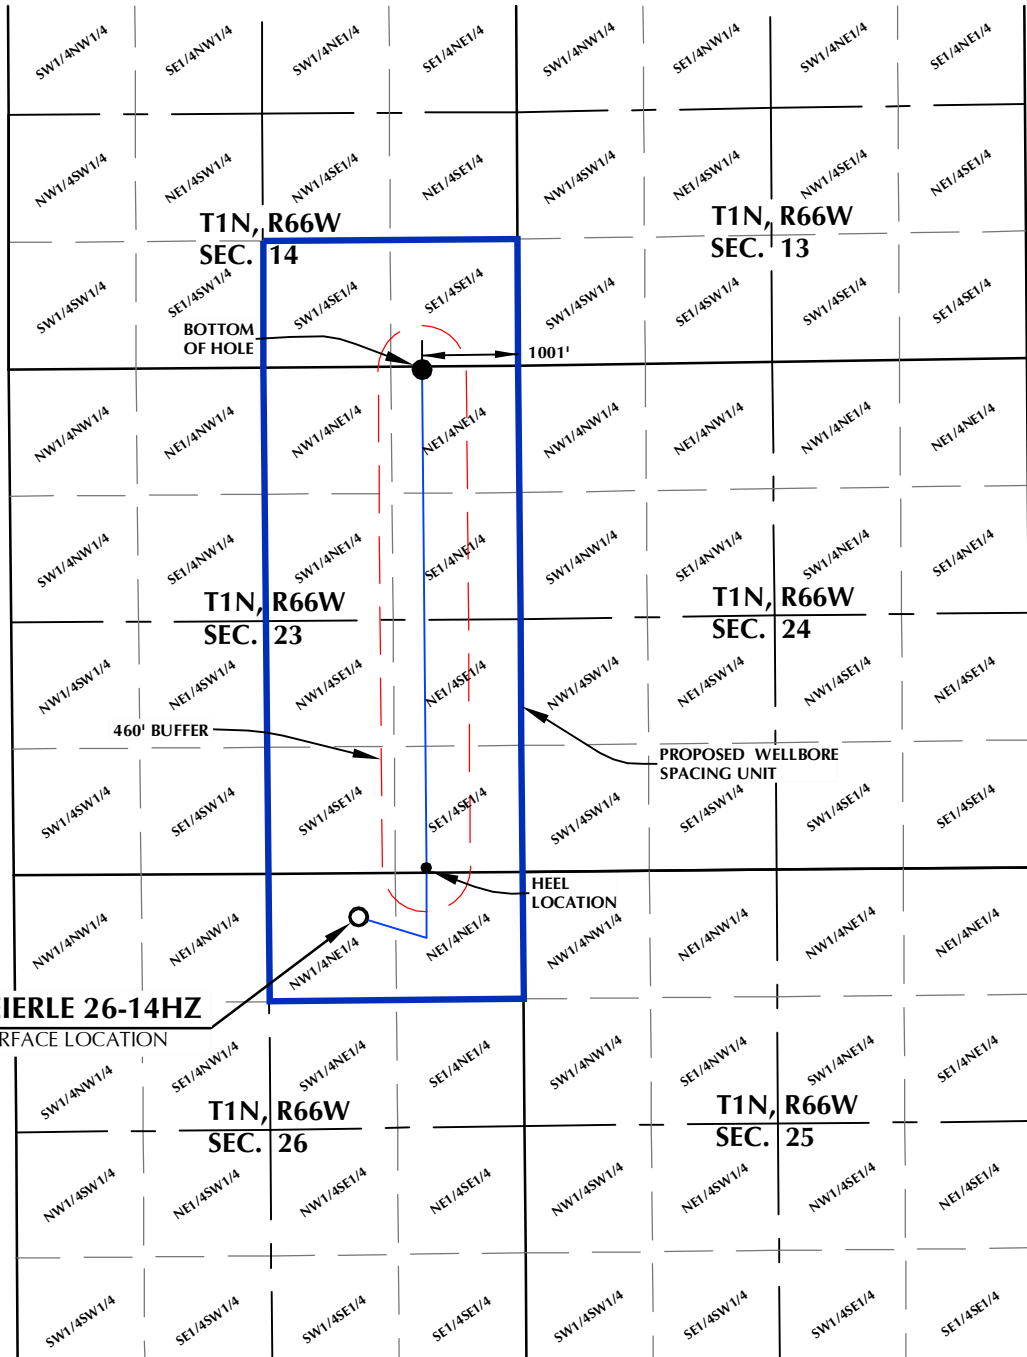 SW1/4NW1/4 SE1/4NW1/4 SW1/4NE1/4 SE1/4NE1/4 SW1/4NW1/4 SE1/4NW1/4 SW1/4NE1/4 SE1/4NE1/4
NW1/4SW1/4 NE1/4SW1/4 NW1/4SE1/4 NE1/4SE1/4 NW1/4SW1/4 NE1/4SW1/4 NW1/4SE1/4 NE1/4SE1/4
T1N, R66W
SEC. 14
T1N, R66W
SEC. 13
SW1/4SW1/4 SE1/4SW1/4 SW1/4SE1/4 SE1/4SE1/4 SW1/4SW1/4 SE1/4SW1/4 SW1/4SE1/4 SE1/4SE1/4
BOTTOM
OF HOLE
1001'
NW1/4NW1/4 NE1/4NW1/4 NW1/4NE1/4 NE1/4NE1/4 NW1/4NW1/4 NE1/4NW1/4 NW1/4NE1/4 NE1/4NE1/4
SW1/4NW1/4 SE1/4NW1/4 SW1/4NE1/4 SE1/4NE1/4 SW1/4NW1/4 SE1/4NW1/4 SW1/4NE1/4 SE1/4NE1/4
T1N, R66W
SEC. 23
T1N, R66W
SEC. 24
NW1/4SW1/4 NE1/4SW1/4 NW1/4SE1/4 NE1/4SE1/4 NW1/4SW1/4 NE1/4SW1/4 NW1/4SE1/4 NE1/4SE1/4
460' BUFFER
PROPOSED WELLBORE
SPACING UNIT
SW1/4SW1/4 SE1/4SW1/4 SW1/4SE1/4 SE1/4SE1/4 SW1/4SW1/4 SE1/4SW1/4 SW1/4SE1/4 SE1/4SE1/4
HEEL
LOCATION
NW1/4NW1/4 NE1/4NW1/4 NW1/4NE1/4 NE1/4NE1/4 NW1/4NW1/4 NE1/4NW1/4 NW1/4NE1/4 NE1/4NE1/4
EIERLE 26-14HZ
RFACE LOCATION
SW1/4NW1/4 SE1/4NW1/4 SW1/4NE1/4 SE1/4NE1/4 SW1/4NW1/4 SE1/4NW1/4 SW1/4NE1/4 SE1/4NE1/4
T1N, R66W
SEC. 26
T1N, R66W
SEC. 25
NW1/4SW1/4 NE1/4SW1/4 NW1/4SE1/4 NE1/4SE1/4 NW1/4SW1/4 NE1/4SW1/4 NW1/4SE1/4 NE1/4SE1/4
SW1/4SW1/4 SE1/4SW1/4 SW1/4SE1/4 SE1/4SE1/4 SW1/4SW1/4 SE1/4SW1/4 SW1/4SE1/4 SE1/4SE1/4